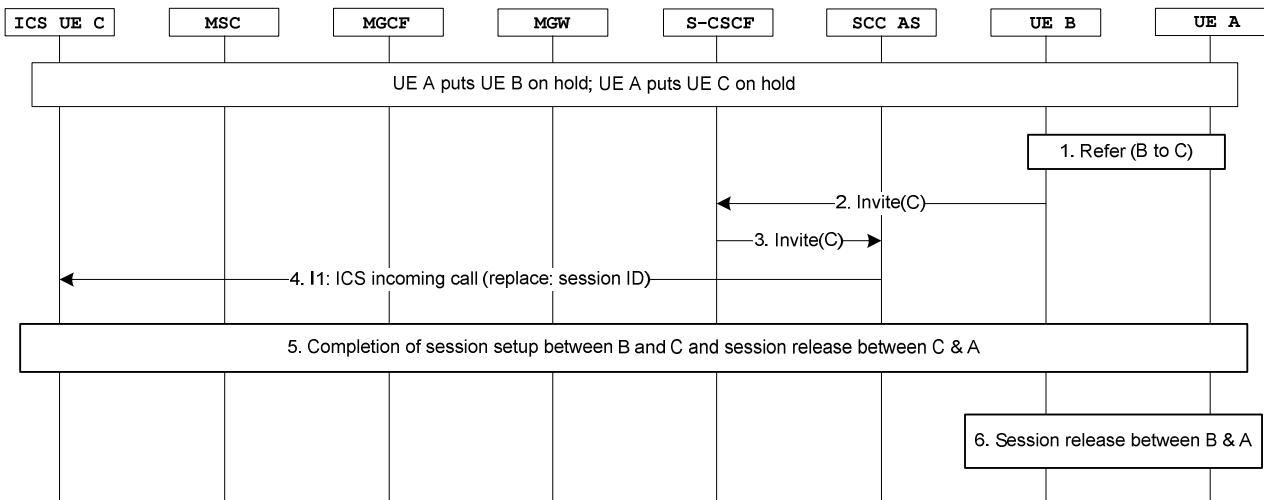 ICS UE C MSC MGCF MGW S-CSCF SCC AS UE B UE A
UE A puts UE B on hold; UE A puts UE C on hold
1. Refer (B to C)
2. Invite(C)
3. Invite(C)
4. I1: ICS incoming call (replace: session ID)
5. Completion of session setup between B and C and session release between C & A
6. Session release between B & A